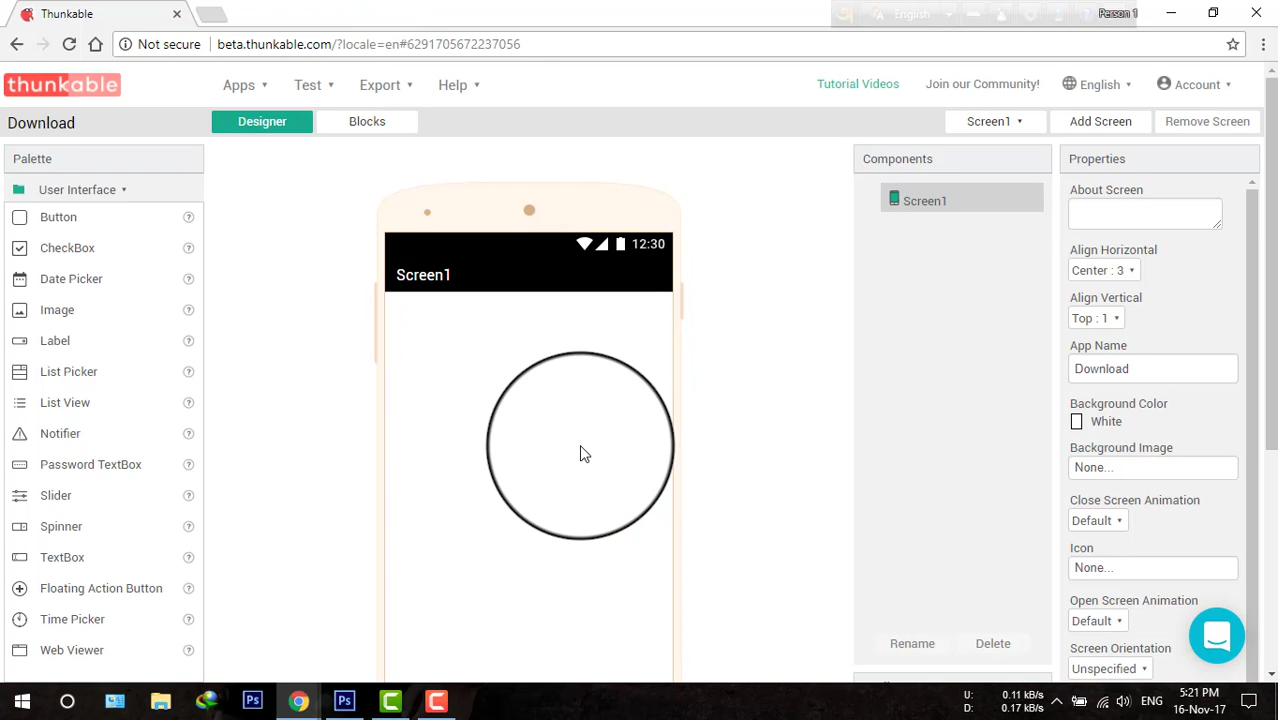 Thunkable
English
Person 1
Not secure
beta.thunkable.com/?locale=en#6291705672237056
thunkable
Apps
Test
Export
Help
Tutorial Videos
Join our Community!
English
Account
Download
Designer
Blocks
Screen1
Add Screen
Remove Screen
Palette
User Interface
Button
CheckBox
Date Picker
Image
Label
List Picker
List View
Notifier
Password TextBox
Slider
Spinner
TextBox
Floating Action Button
Time Picker
Web Viewer
12:30
Screen1
Components
Screen1
Rename
Delete
Properties
About Screen
Align Horizontal
Center : 3
Align Vertical
Top : 1
App Name
Download
Background Color
White
Background Image
None...
Close Screen Animation
Default
Icon
None...
Open Screen Animation
Default
Screen Orientation
Unspecified
U: 0.11 kB/s
D: 0.17 kB/s
ENG
5:21 PM
16-Nov-17